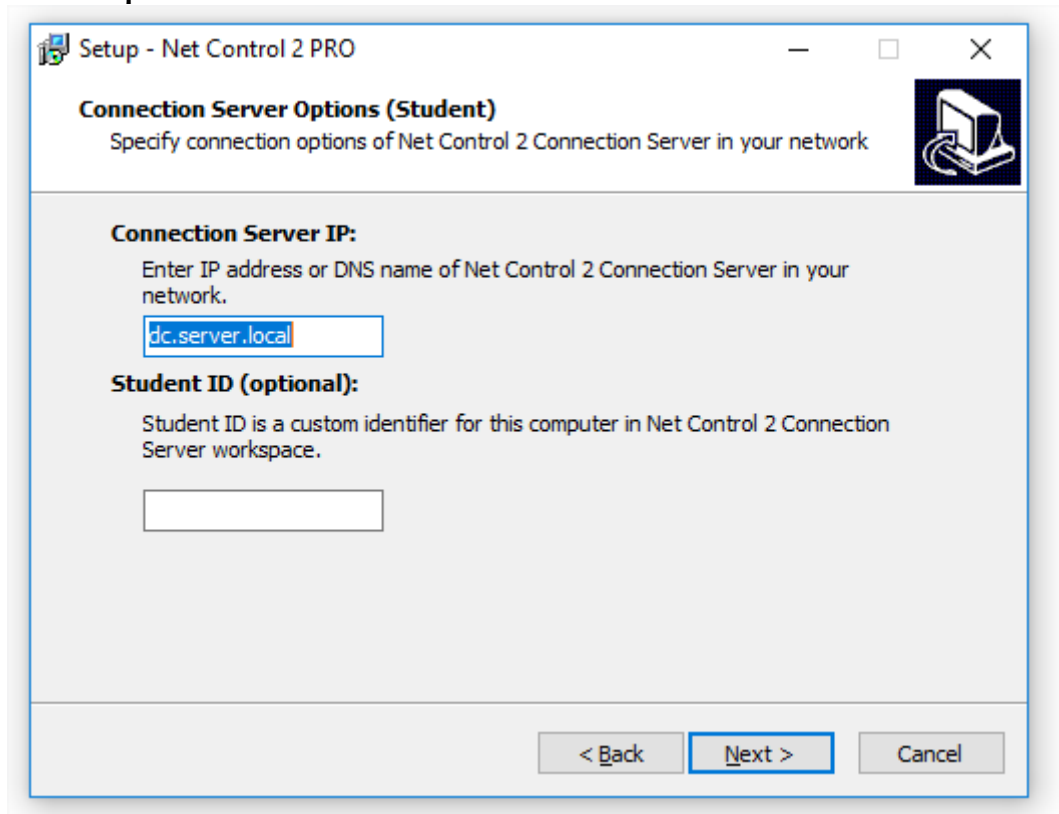 Setup - Net Control 2 PRO
Connection Server Options (Student)
Specify connection options of Net Control 2 Connection Server in your network
Connection Server IP:
Enter IP address or DNS name of Net Control 2 Connection Server in your
network.
dc.server.local
Student ID (optional):
Student ID is a custom identifier for this computer in Net Control 2 Connection
Server workspace.
< Back Next > Cancel